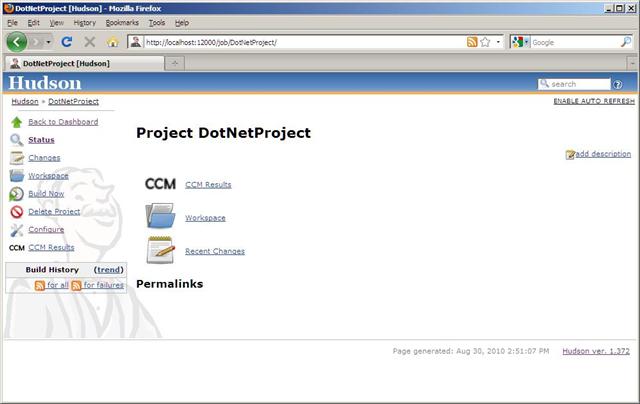 DotNetProject [Hudson] - Mozilla Firefox
File Edit View History Bookmarks Tools Help
http://localhost:12000/job/DotNetProject/ Google
DotNetProject [Hudson]
Hudson search
Hudson » DotNetProject ENABLE AUTO REFRESH
Back to Dashboard
Status
Changes
Workspace
Build Now
Delete Project
Configure
CCM CCM Results
Build History (trend)
for all for failures
Project DotNetProject
add description
CCM CCM Results
Workspace
Recent Changes
Permalinks
Page generated: Aug 30, 2010 2:51:07 PM Hudson ver. 1.372